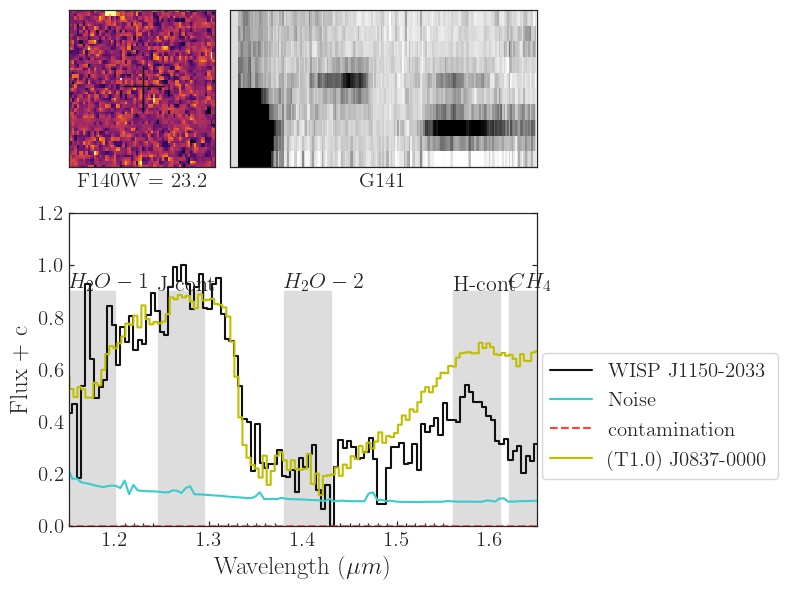 F140W = 23.2
G141
Flux + c
1.2
1.0
0.8
0.6
0.4
0.2
0.0
H₂O − 1
J-cont
H₂O − 2
H-cont
CH₄
WISP J1150-2033
Noise
contamination
(T1.0) J0837-0000
1.2
1.3
1.4
1.5
1.6
Wavelength (μm)